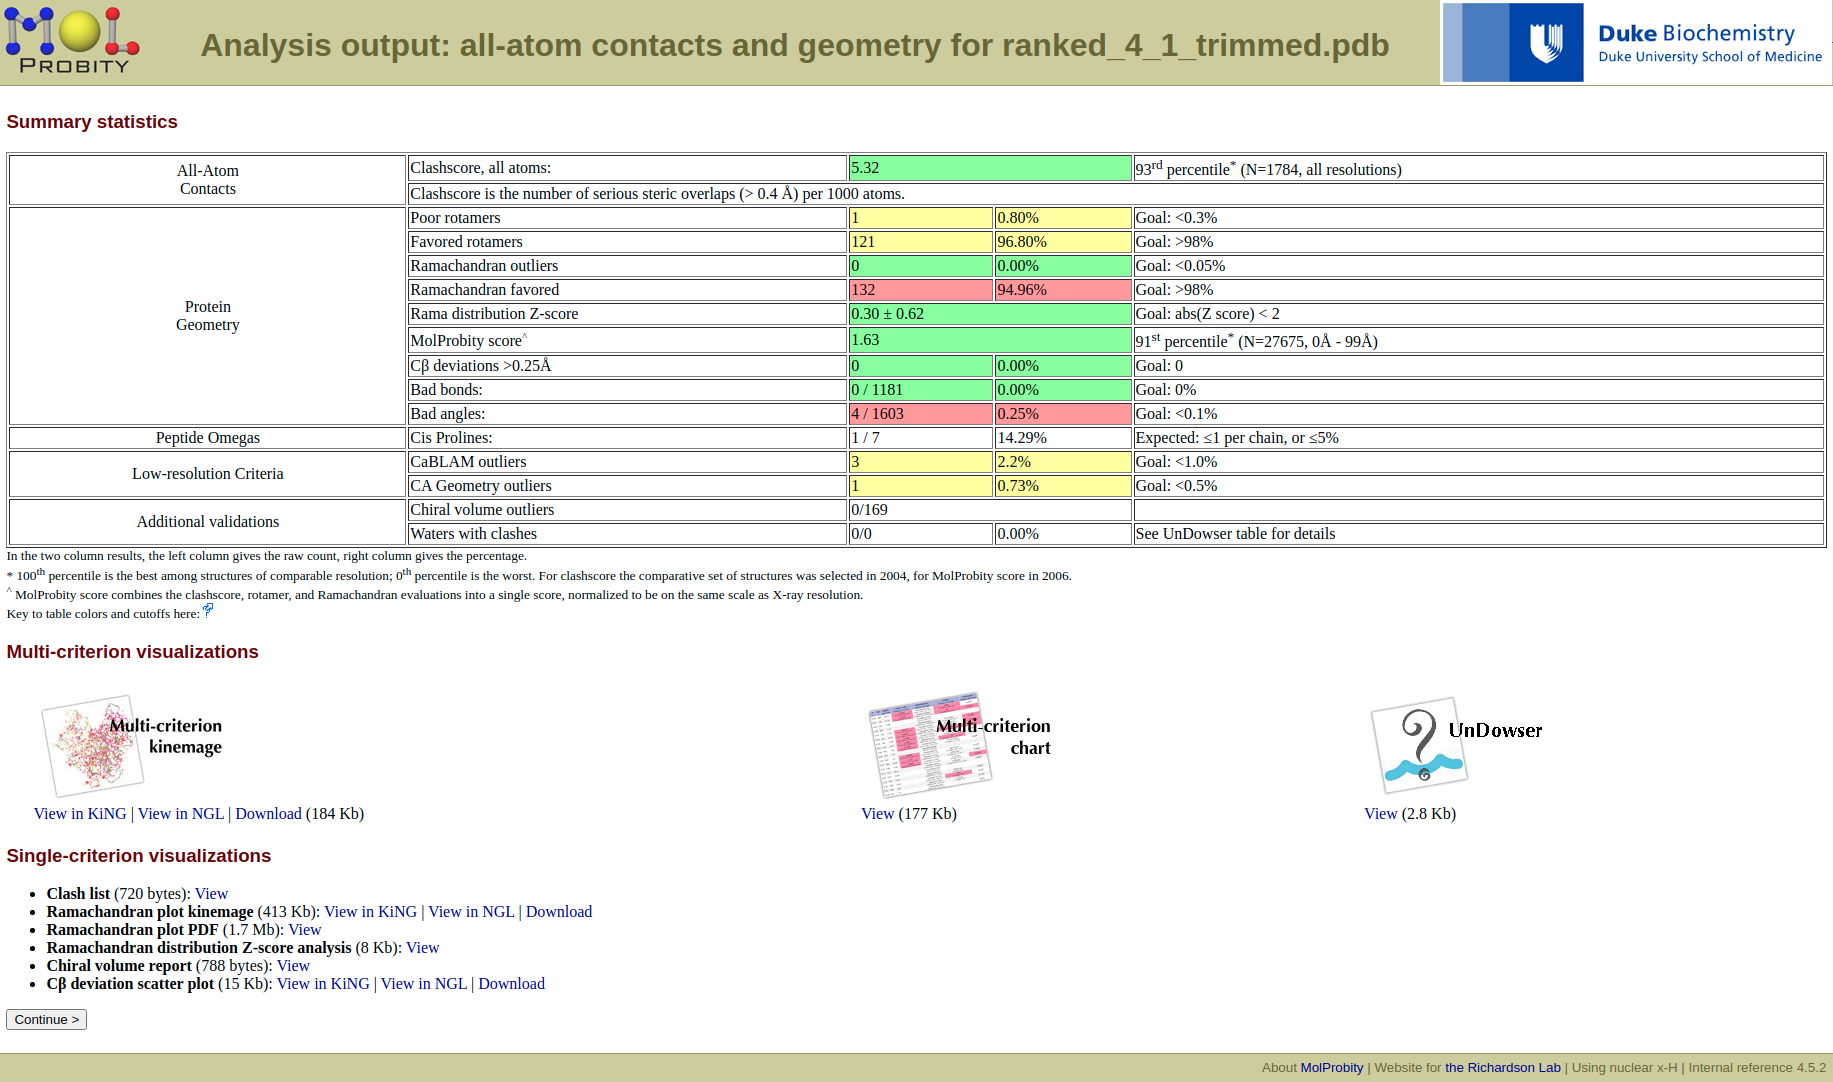 MOL
PROBITY
Analysis output: all-atom contacts and geometry for ranked_4_1_trimmed.pdb
Duke Biochemistry
Duke University School of Medicine
Summary statistics
All-Atom
Contacts
Clashscore, all atoms: 5.32 93rd percentile* (N=1784, all resolutions)
Clashscore is the number of serious steric overlaps (> 0.4 Å) per 1000 atoms.
Protein
Geometry
Poor rotamers 1 0.80% Goal: <0.3%
Favored rotamers 121 96.80% Goal: >98%
Ramachandran outliers 0 0.00% Goal: <0.05%
Ramachandran favored 132 94.96% Goal: >98%
Rama distribution Z-score 0.30 ± 0.62 Goal: abs(Z score) < 2
MolProbity score^ 1.63 91st percentile* (N=27675, 0Å - 99Å)
Cβ deviations >0.25Å 0 0.00% Goal: 0
Bad bonds: 0 / 1181 0.00% Goal: 0%
Bad angles: 4 / 1603 0.25% Goal: <0.1%
Peptide Omegas Cis Prolines: 1 / 7 14.29% Expected: ≤1 per chain, or ≤5%
Low-resolution Criteria
CaBLAM outliers 3 2.2% Goal: <1.0%
CA Geometry outliers 1 0.73% Goal: <0.5%
Additional validations
Chiral volume outliers 0/169
Waters with clashes 0/0 0.00% See UnDowser table for details
In the two column results, the left column gives the raw count, right column gives the percentage.
* 100th percentile is the best among structures of comparable resolution; 0th percentile is the worst. For clashscore the comparative set of structures was selected in 2004, for MolProbity score in 2006.
^ MolProbity score combines the clashscore, rotamer, and Ramachandran evaluations into a single score, normalized to be on the same scale as X-ray resolution.
Key to table colors and cutoffs here:
Multi-criterion visualizations
Multi-criterion
kinemage
View in KiNG | View in NGL | Download (184 Kb)
Multi-criterion
chart
View (177 Kb)
UnDowser
View (2.8 Kb)
Single-criterion visualizations
• Clash list (720 bytes): View
• Ramachandran plot kinemage (413 Kb): View in KiNG | View in NGL | Download
• Ramachandran plot PDF (1.7 Mb): View
• Ramachandran distribution Z-score analysis (8 Kb): View
• Chiral volume report (788 bytes): View
• Cβ deviation scatter plot (15 Kb): View in KiNG | View in NGL | Download
Continue >
About MolProbity | Website for the Richardson Lab | Using nuclear x-H | Internal reference 4.5.2